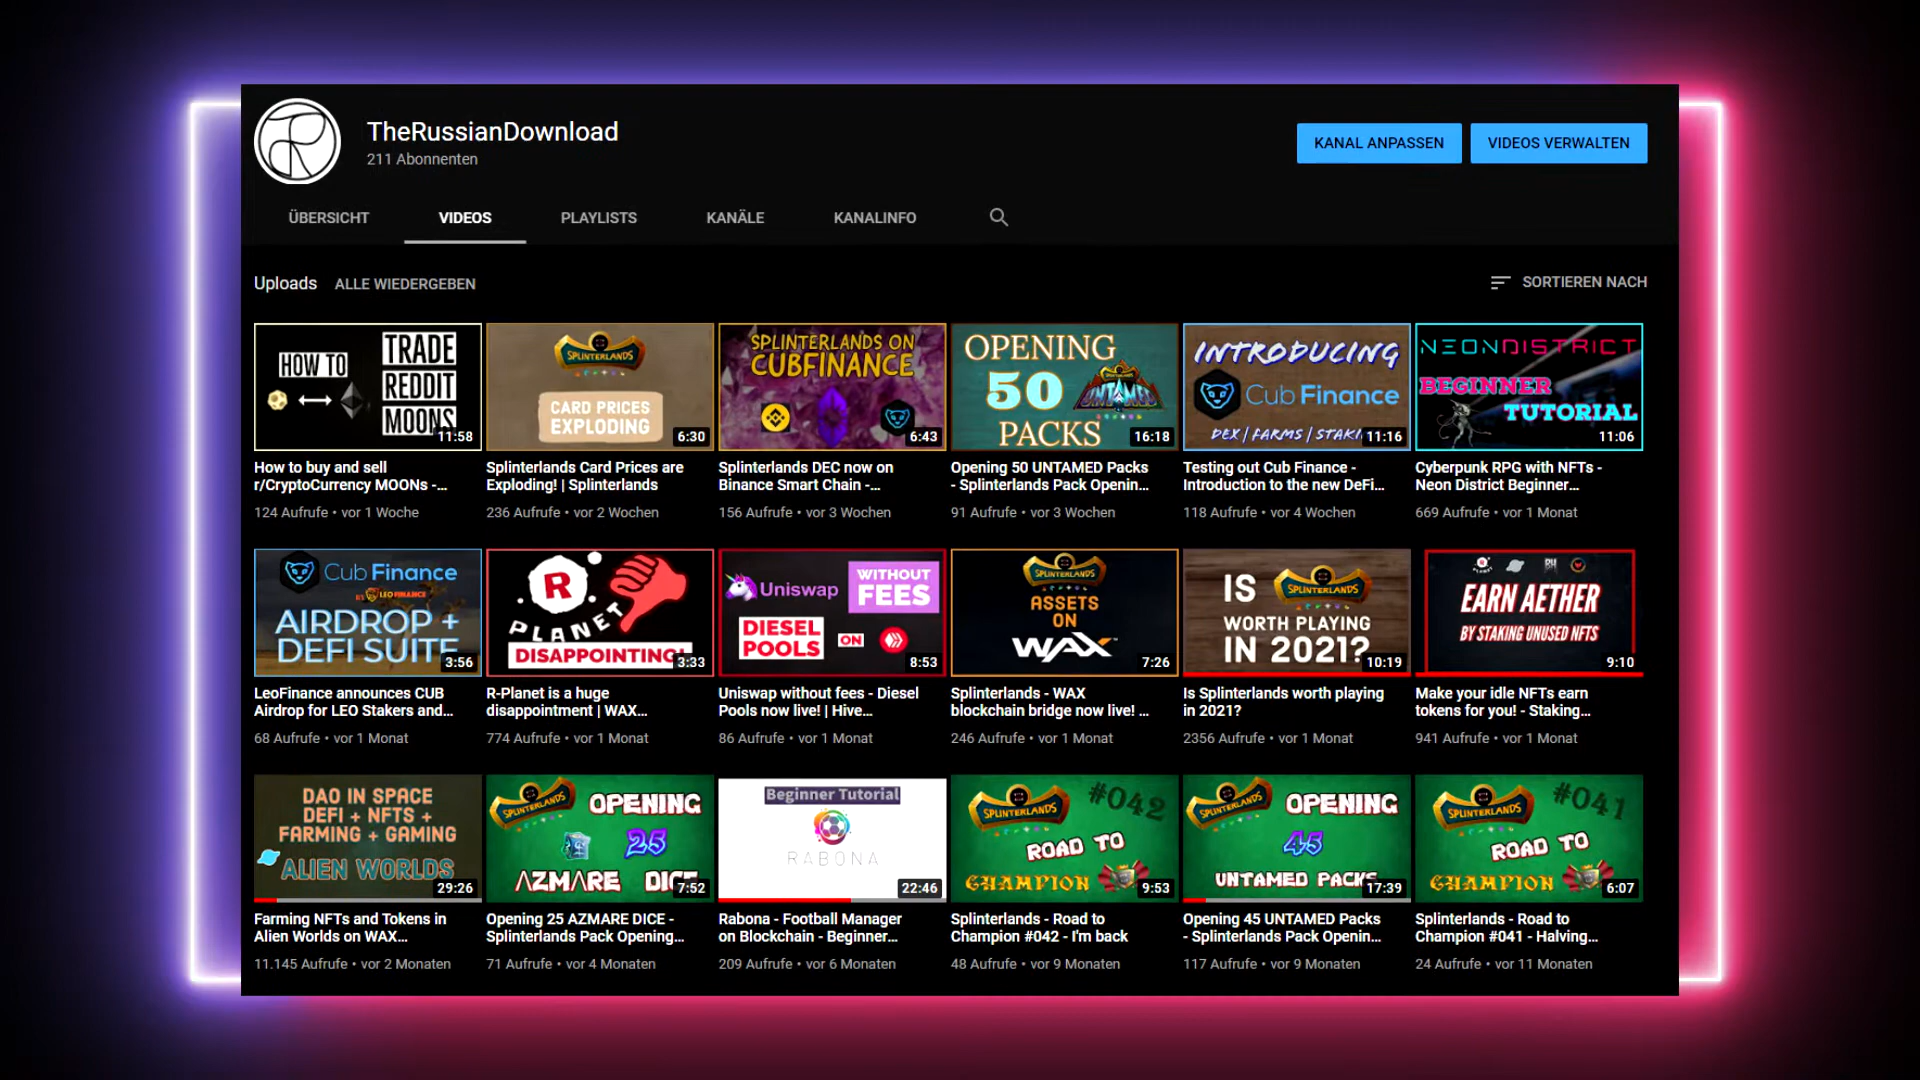 TheRussianDownload
211 Abonnenten
KANAL ANPASSEN
VIDEOS VERWALTEN
ÜBERSICHT
VIDEOS
PLAYLISTS
KANÄLE
KANALINFO
Uploads
ALLE WIEDERGEBEN
SORTIEREN NACH
HOW TO
TRADE
REDDIT
MOONS
11:58
How to buy and sell
r/CryptoCurrency MOONs -...
124 Aufrufe • vor 1 Woche
SPLINTERLANDS
CARD PRICES
EXPLODING
6:30
Splinterlands Card Prices are
Exploding! | Splinterlands
236 Aufrufe • vor 2 Wochen
SPLINTERLANDS ON
CUBFINANCE
6:43
Splinterlands DEC now on
Binance Smart Chain -...
156 Aufrufe • vor 3 Wochen
OPENING
50
PACKS
SPLINTERLANDS
UNTAMED
16:18
Opening 50 UNTAMED Packs
- Splinterlands Pack Openin...
91 Aufrufe • vor 3 Wochen
INTRODUCING
Cub Finance
DEX | FARMS | STAKI
11:16
Testing out Cub Finance -
Introduction to the new DeFi...
118 Aufrufe • vor 4 Wochen
NEONDISTRICT
BEGINNER
TUTORIAL
11:06
Cyberpunk RPG with NFTs -
Neon District Beginner...
669 Aufrufe • vor 1 Monat
Cub Finance
BY LEOFINANCE
AIRDROP +
DEFI SUITE
3:56
LeoFinance announces CUB
Airdrop for LEO Stakers and...
68 Aufrufe • vor 1 Monat
R
PLANET
DISAPPOINTING!
3:33
R-Planet is a huge
disappointment | WAX...
774 Aufrufe • vor 1 Monat
Uniswap
WITHOUT
FEES
DIESEL
POOLS
ON
8:53
Uniswap without fees - Diesel
Pools now live! | Hive...
86 Aufrufe • vor 1 Monat
SPLINTERLANDS
ASSETS
ON
WAX
7:26
Splinterlands - WAX
blockchain bridge now live! ...
246 Aufrufe • vor 1 Monat
IS
SPLINTERLANDS
WORTH PLAYING
IN 2021?
10:19
Is Splinterlands worth playing
in 2021?
2356 Aufrufe • vor 1 Monat
EARN AETHER
BY STAKING UNUSED NFTS
9:10
Make your idle NFTs earn
tokens for you! - Staking...
941 Aufrufe • vor 1 Monat
DAO IN SPACE
DEFI + NFTS +
FARMING + GAMING
ALIEN WORLDS
29:26
Farming NFTs and Tokens in
Alien Worlds on WAX...
11.145 Aufrufe • vor 2 Monaten
SPLINTERLANDS
OPENING
25
ΛZMΛRE DICE
7:52
Opening 25 AZMARE DICE -
Splinterlands Pack Opening...
71 Aufrufe • vor 4 Monaten
Beginner Tutorial
RABONA
22:46
Rabona - Football Manager
on Blockchain - Beginner...
209 Aufrufe • vor 6 Monaten
SPLINTERLANDS
#042
ROAD TO
CHAMPION
9:53
Splinterlands - Road to
Champion #042 - I'm back
48 Aufrufe • vor 9 Monaten
SPLINTERLANDS
OPENING
45
UNTAMED PACKS
17:39
Opening 45 UNTAMED Packs
- Splinterlands Pack Openin...
117 Aufrufe • vor 9 Monaten
SPLINTERLANDS
#041
ROAD TO
CHAMPION
6:07
Splinterlands - Road to
Champion #041 - Halving...
24 Aufrufe • vor 11 Monaten